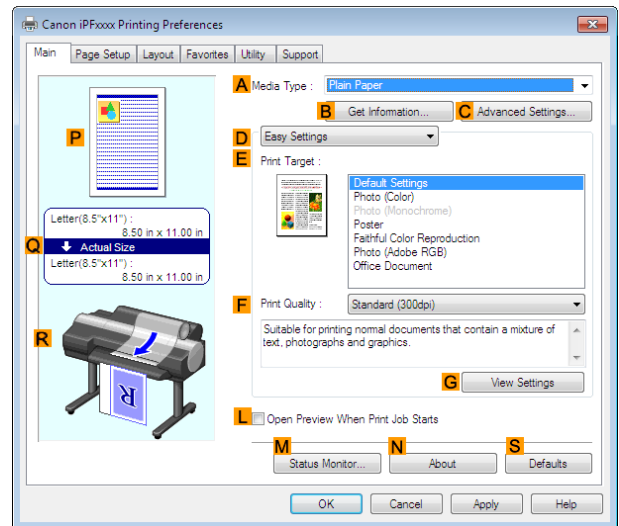 Canon iPFxxxx Printing Preferences
Main Page Setup Layout Favorites Utility Support
A Media Type : Plain Paper
B Get Information... C Advanced Settings...
D Easy Settings
E Print Target :
Default Settings
Photo (Color)
Photo (Monochrome)
Poster
Faithful Color Reproduction
Photo (Adobe RGB)
Office Document
P
Letter(8.5"x11") :
8.50 in x 11.00 in
Q Actual Size
Letter(8.5"x11") :
8.50 in x 11.00 in
F Print Quality : Standard (300dpi)
Suitable for printing normal documents that contain a mixture of
text, photographs and graphics.
R
R
G View Settings
L Open Preview When Print Job Starts
M Status Monitor... N About S Defaults
OK Cancel Apply Help